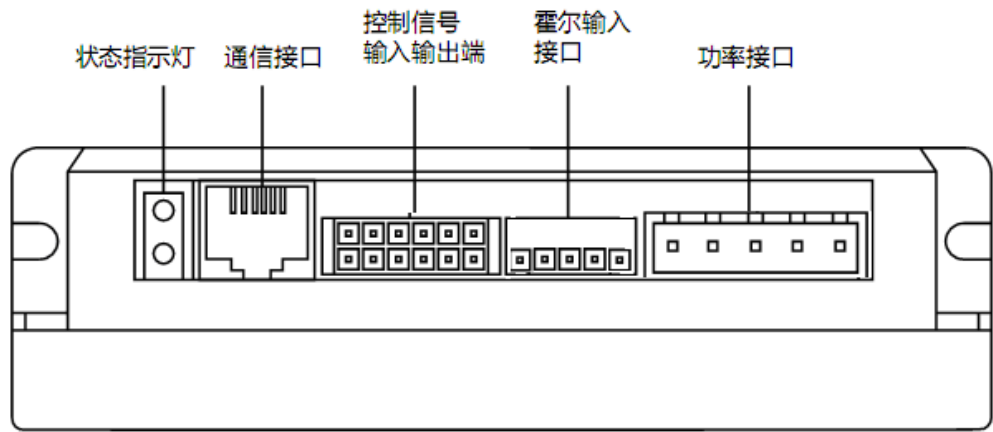 状态指示灯
通信接口
控制信号
输入输出端
霍尔输入
接口
功率接口